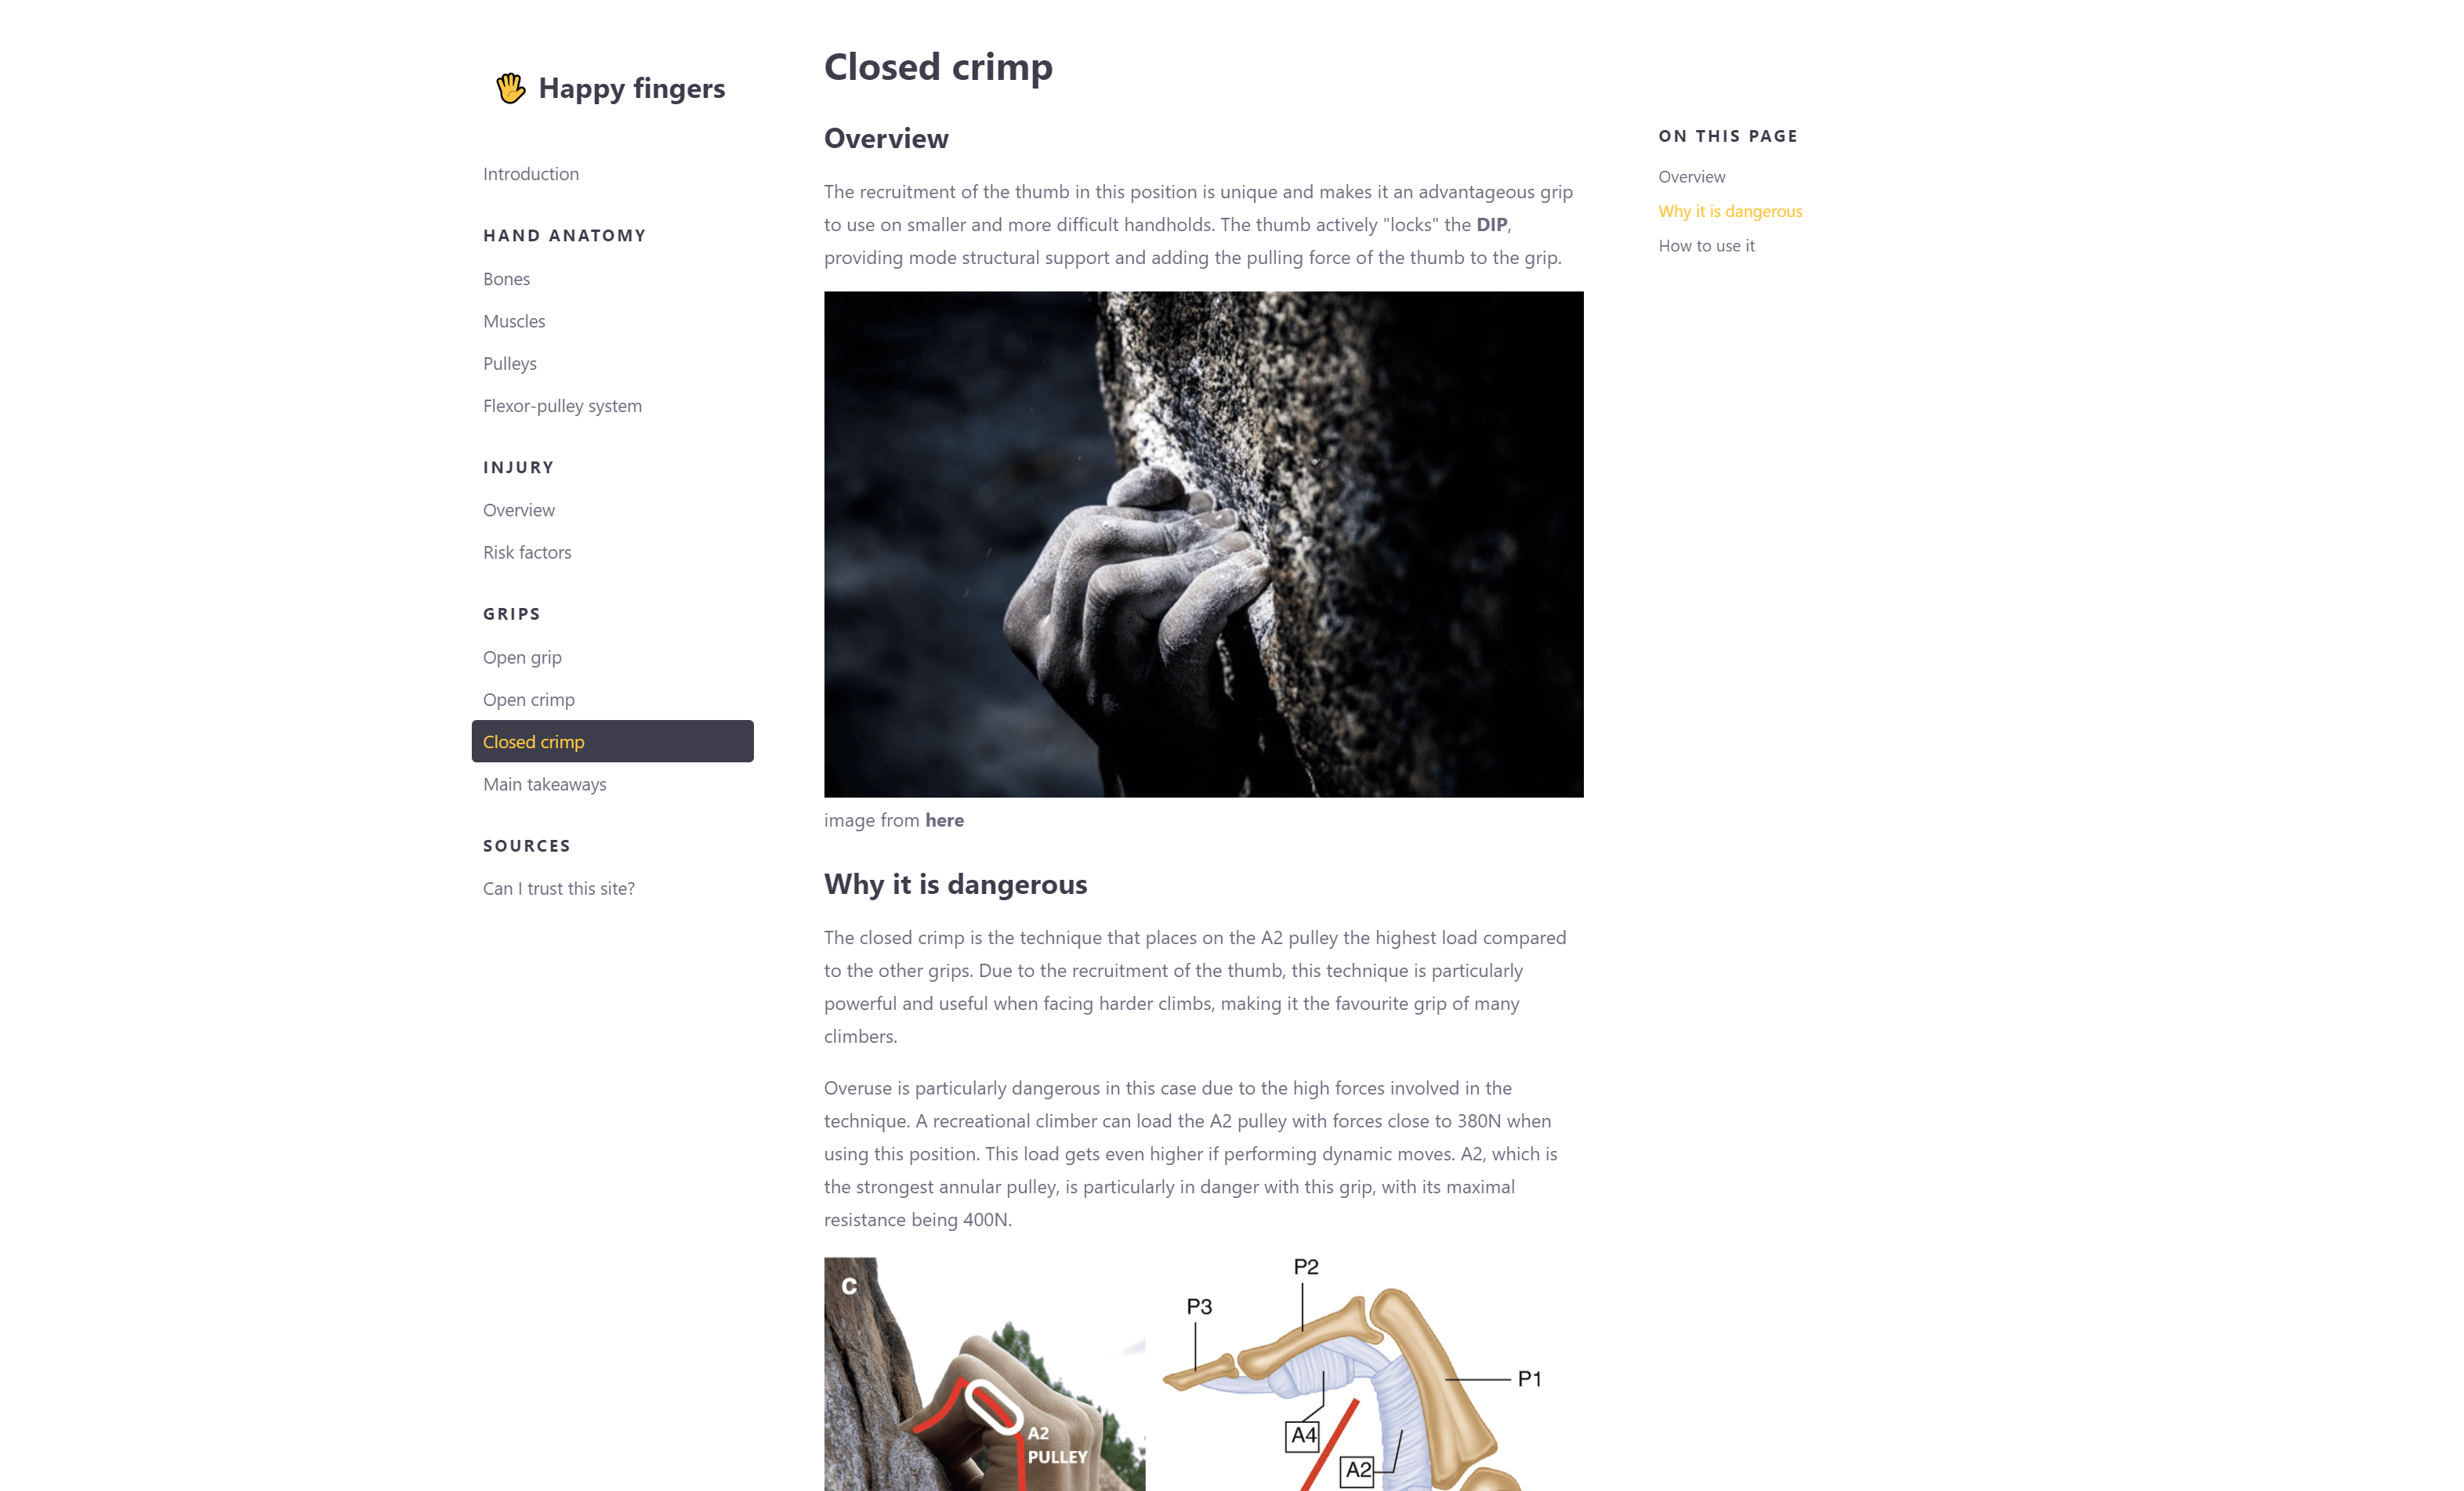 Happy fingers
Introduction
HAND ANATOMY
Bones
Muscles
Pulleys
Flexor-pulley system
INJURY
Overview
Risk factors
GRIPS
Open grip
Open crimp
Closed crimp
Main takeaways
SOURCES
Can I trust this site?
Closed crimp
Overview
The recruitment of the thumb in this position is unique and makes it an advantageous grip
to use on smaller and more difficult handholds. The thumb actively "locks" the DIP,
providing mode structural support and adding the pulling force of the thumb to the grip.
image from here
Why it is dangerous
The closed crimp is the technique that places on the A2 pulley the highest load compared
to the other grips. Due to the recruitment of the thumb, this technique is particularly
powerful and useful when facing harder climbs, making it the favourite grip of many
climbers.
Overuse is particularly dangerous in this case due to the high forces involved in the
technique. A recreational climber can load the A2 pulley with forces close to 380N when
using this position. This load gets even higher if performing dynamic moves. A2, which is
the strongest annular pulley, is particularly in danger with this grip, with its maximal
resistance being 400N.
C
A2
PULLEY
P2
P3
P1
A4
A2
ON THIS PAGE
Overview
Why it is dangerous
How to use it